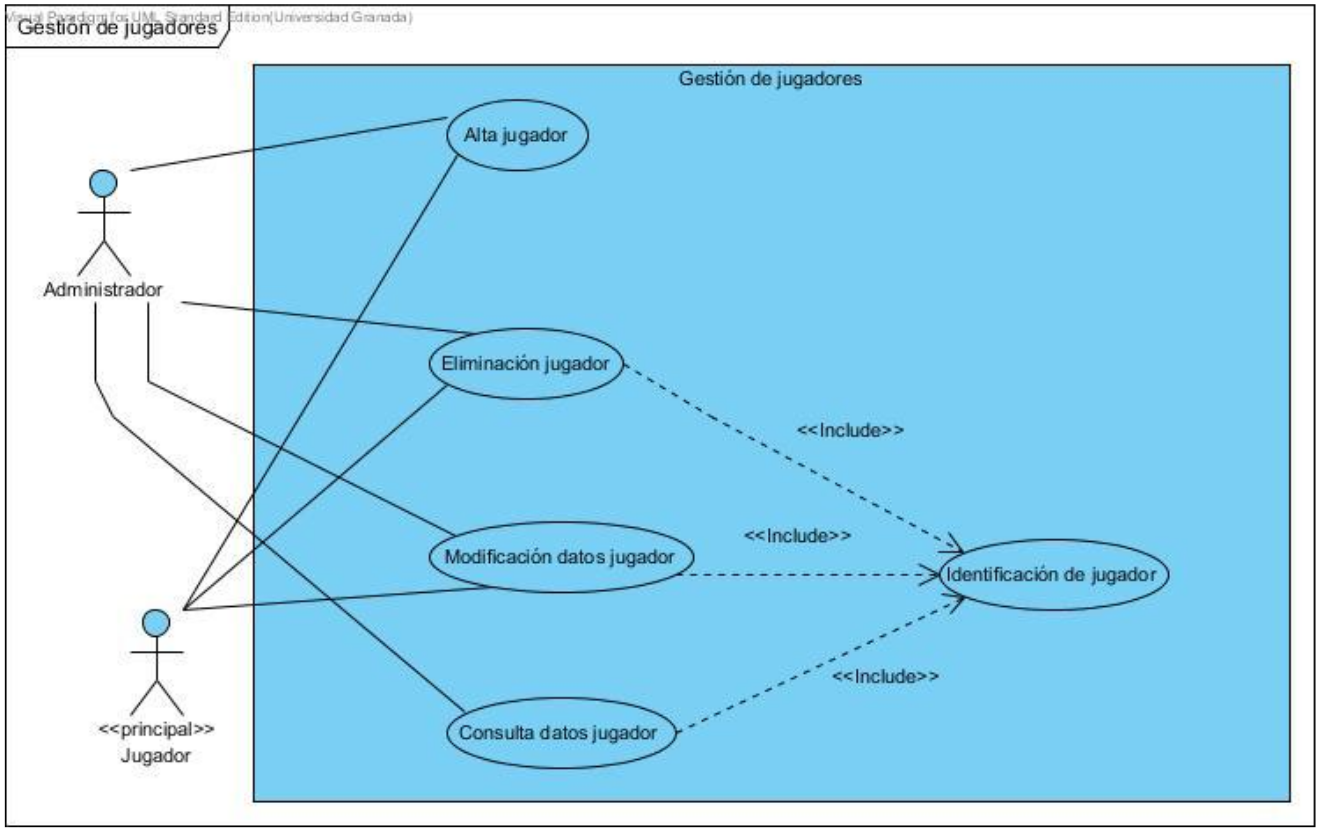 Visual Paradigm for UML Standard Edition(Universidad Granada)
Gestión de jugadores
Gestión de jugadores
Alta jugador
Administrador
Eliminación jugador
<<Include>>
<<Include>>
Modificación datos jugador
Identificación de jugador
<<Include>>
<<principal>>
Jugador
Consulta datos jugador